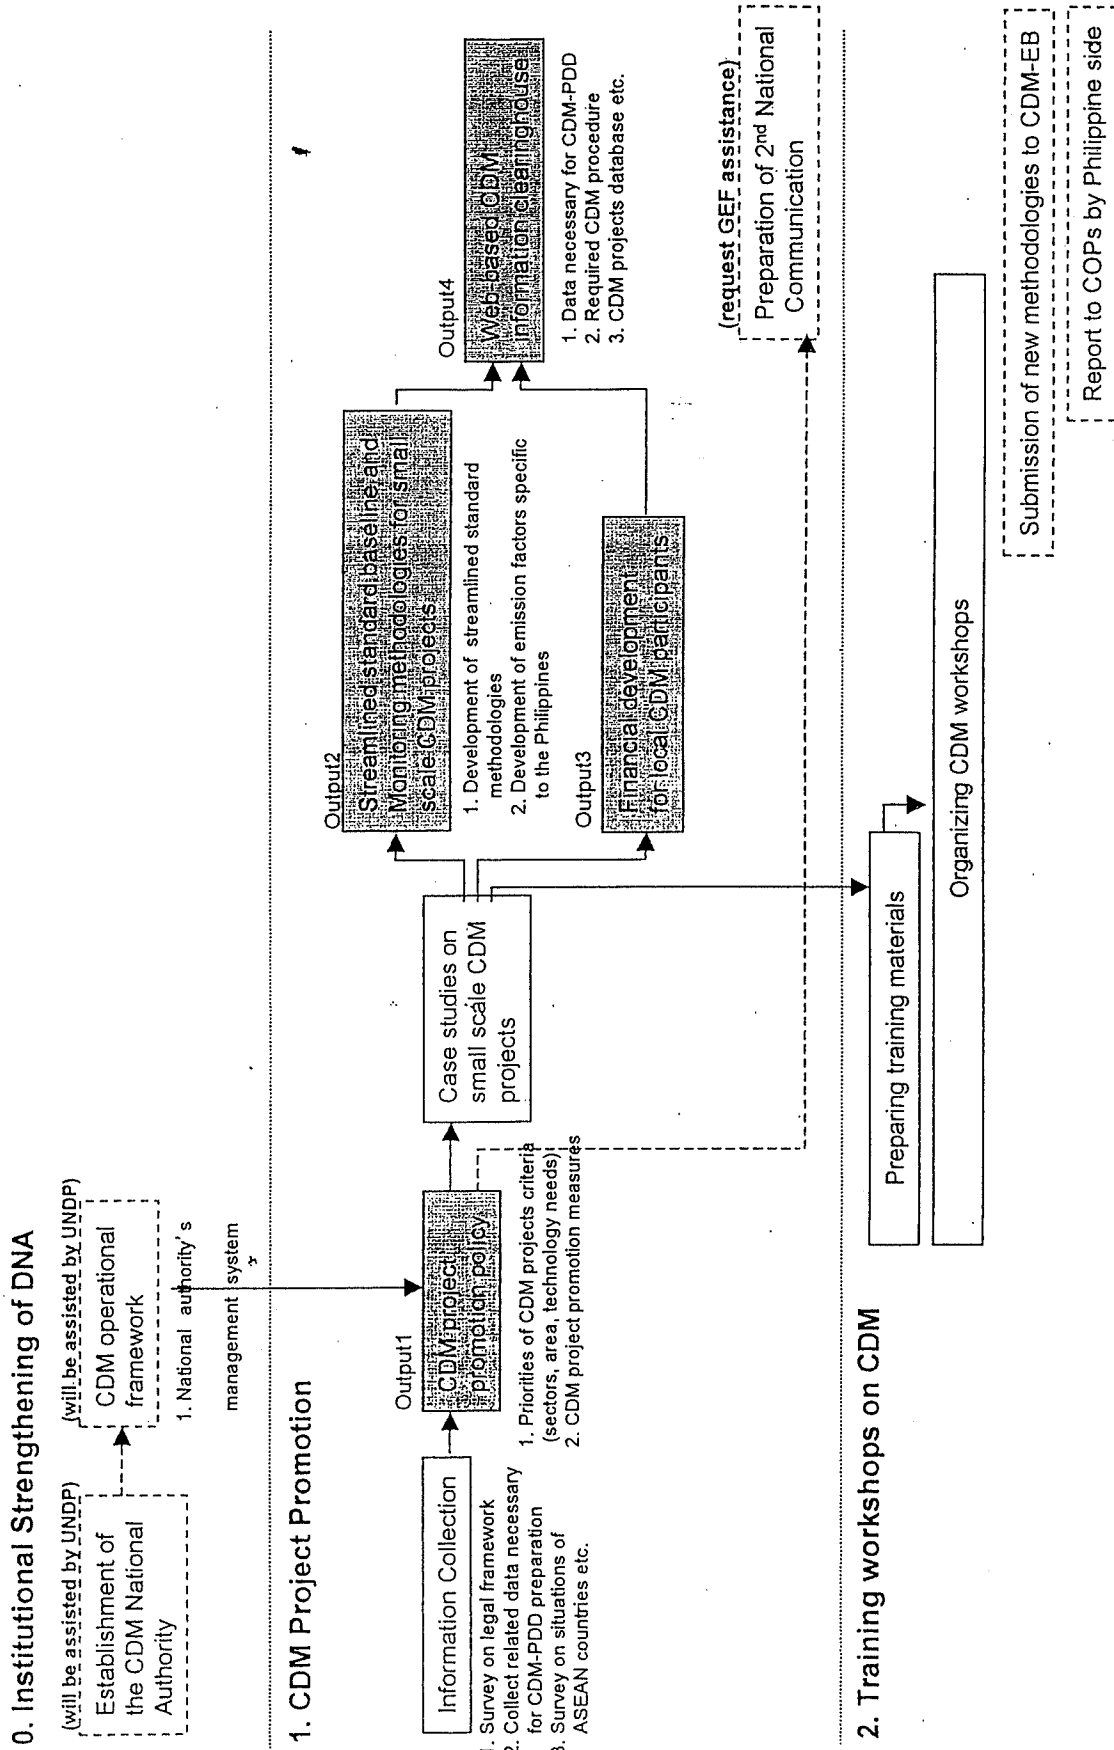 0. Institutional Strengthening of DNA
(will be assisted by UNDP)
Establishment of
the CDM National
Authority
(will be assisted by UNDP)
CDM operational
framework
1. National authority's
management system
1. CDM Project Promotion
Information Collection
1. Survey on legal framework
2. Collect related data necessary
for CDM-PDD preparation
3. Survey on situations of
ASEAN countries etc.
Output1
CDM project
promotion policy
1. Priorities of CDM projects criteria
(sectors, area, technology needs)
2. CDM project promotion measures
Case studies on
small scale CDM
projects
Output2
Streamlined standard baseline and
Monitoring methodologies for small
scale CDM projects
1. Development of streamlined standard
methodologies
2. Development of emission factors specific
to the Philippines
Output3
Financial development
for local CDM participants
Output4
Web-based CDM
information clearinghouse
1. Data necessary for CDM-PDD
2. Required CDM procedure
3. CDM projects database etc.
(request GEF assistance)
Preparation of 2nd National
Communication
2. Training workshops on CDM
Preparing training materials
Organizing CDM workshops
Submission of new methodologies to CDM-EB
Report to COPs by Philippine side